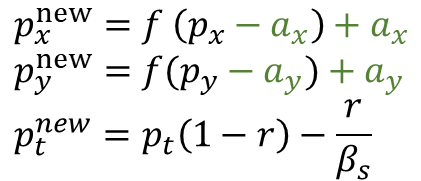 p_x^new = f (p_x − a_x) + a_x
p_y^new = f(p_y − a_y) + a_y
p_t^new = p_t(1 − r) − r/β_s